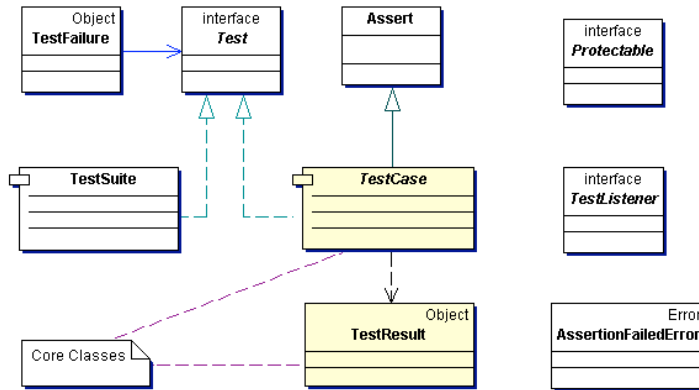 Object
TestFailure
interface
Test
Assert
interface
Protectable
TestSuite
TestCase
interface
TestListener
Core Classes
Object
TestResult
Error
AssertionFailedError